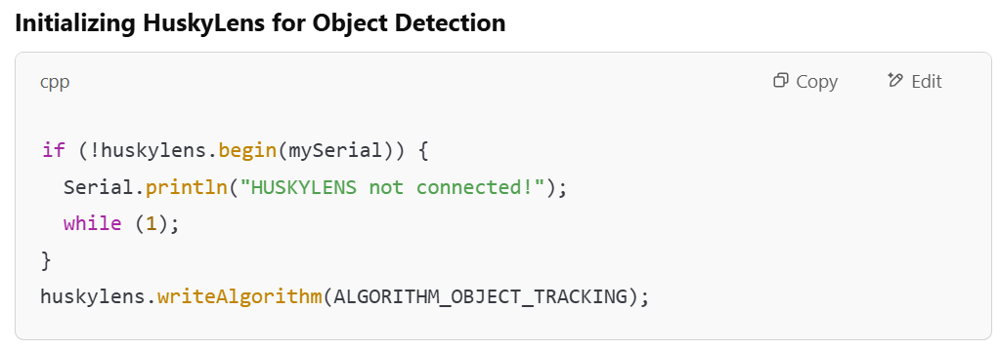 Initializing HuskyLens for Object Detection
cpp
Copy
Edit
if (!huskylens.begin(mySerial)) {
  Serial.println("HUSKYLENS not connected!");
  while (1);
}
huskylens.writeAlgorithm(ALGORITHM_OBJECT_TRACKING);